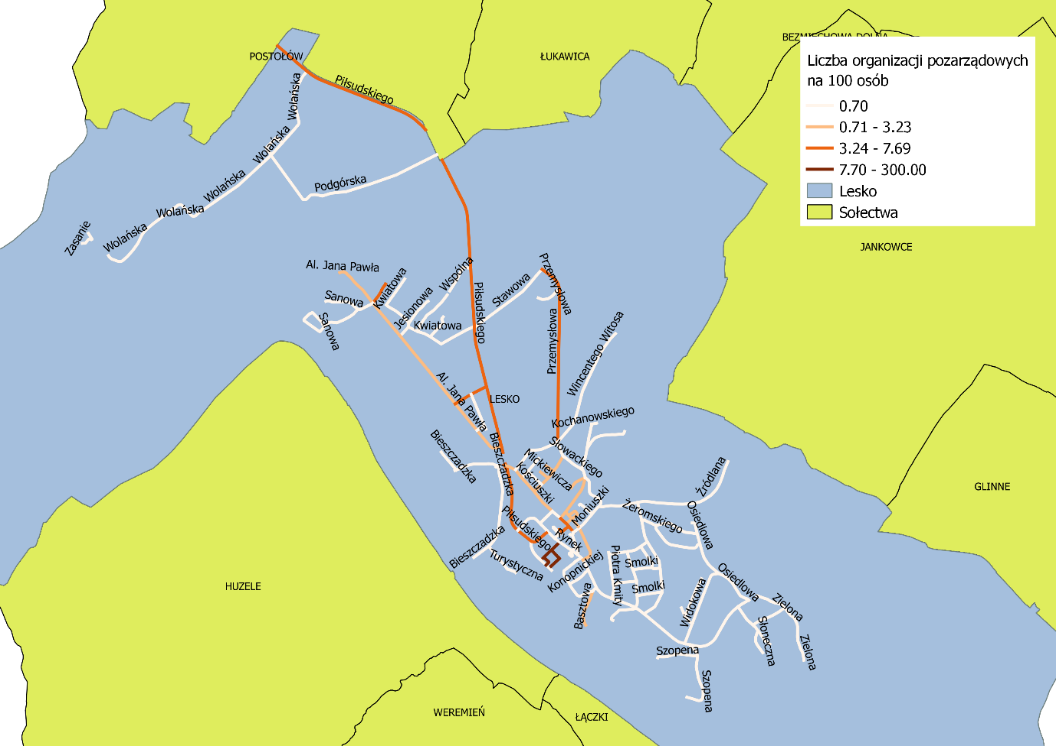 BEZMIECHOWA DOLNA
POSTOŁÓW
ŁUKAWICA
Liczba organizacji pozarządowych
na 100 osób
0.70
0.71 - 3.23
3.24 - 7.69
7.70 - 300.00
Lesko
Sołectwa
Piłsudskiego
Wolańska
Wolańska
Wolańska
Wolańska
Wolańska
Podgórska
Zasanie
JANKOWCE
Al. Jana Pawła
Sanowa
Sanowa
Kwiatowa
Jesionowa
Wspólna
Kwiatowa
Piłsudskiego
Stawowa
Przemysłowa
Przemysłowa
Wincentego Witosa
Al. Jana Pawła
LESKO
Kochanowskiego
Bieszczadzka
Bieszczadzka
Słowackiego
Mickiewicza
Kościuszki
Moniuszki
Źródlana
GLINNE
Piłsudskiego
Rynek
Żeromskiego
Osiedlowa
Bieszczadzka
Turystyczna
Konopnickiej
Piotra Kmity
Smolki
Smolki
Basztowa
Osiedlowa
Widokowa
Zielona
Zielona
Słoneczna
Szopena
Szopena
HUZELE
WEREMIEŃ
ŁĄCZKI